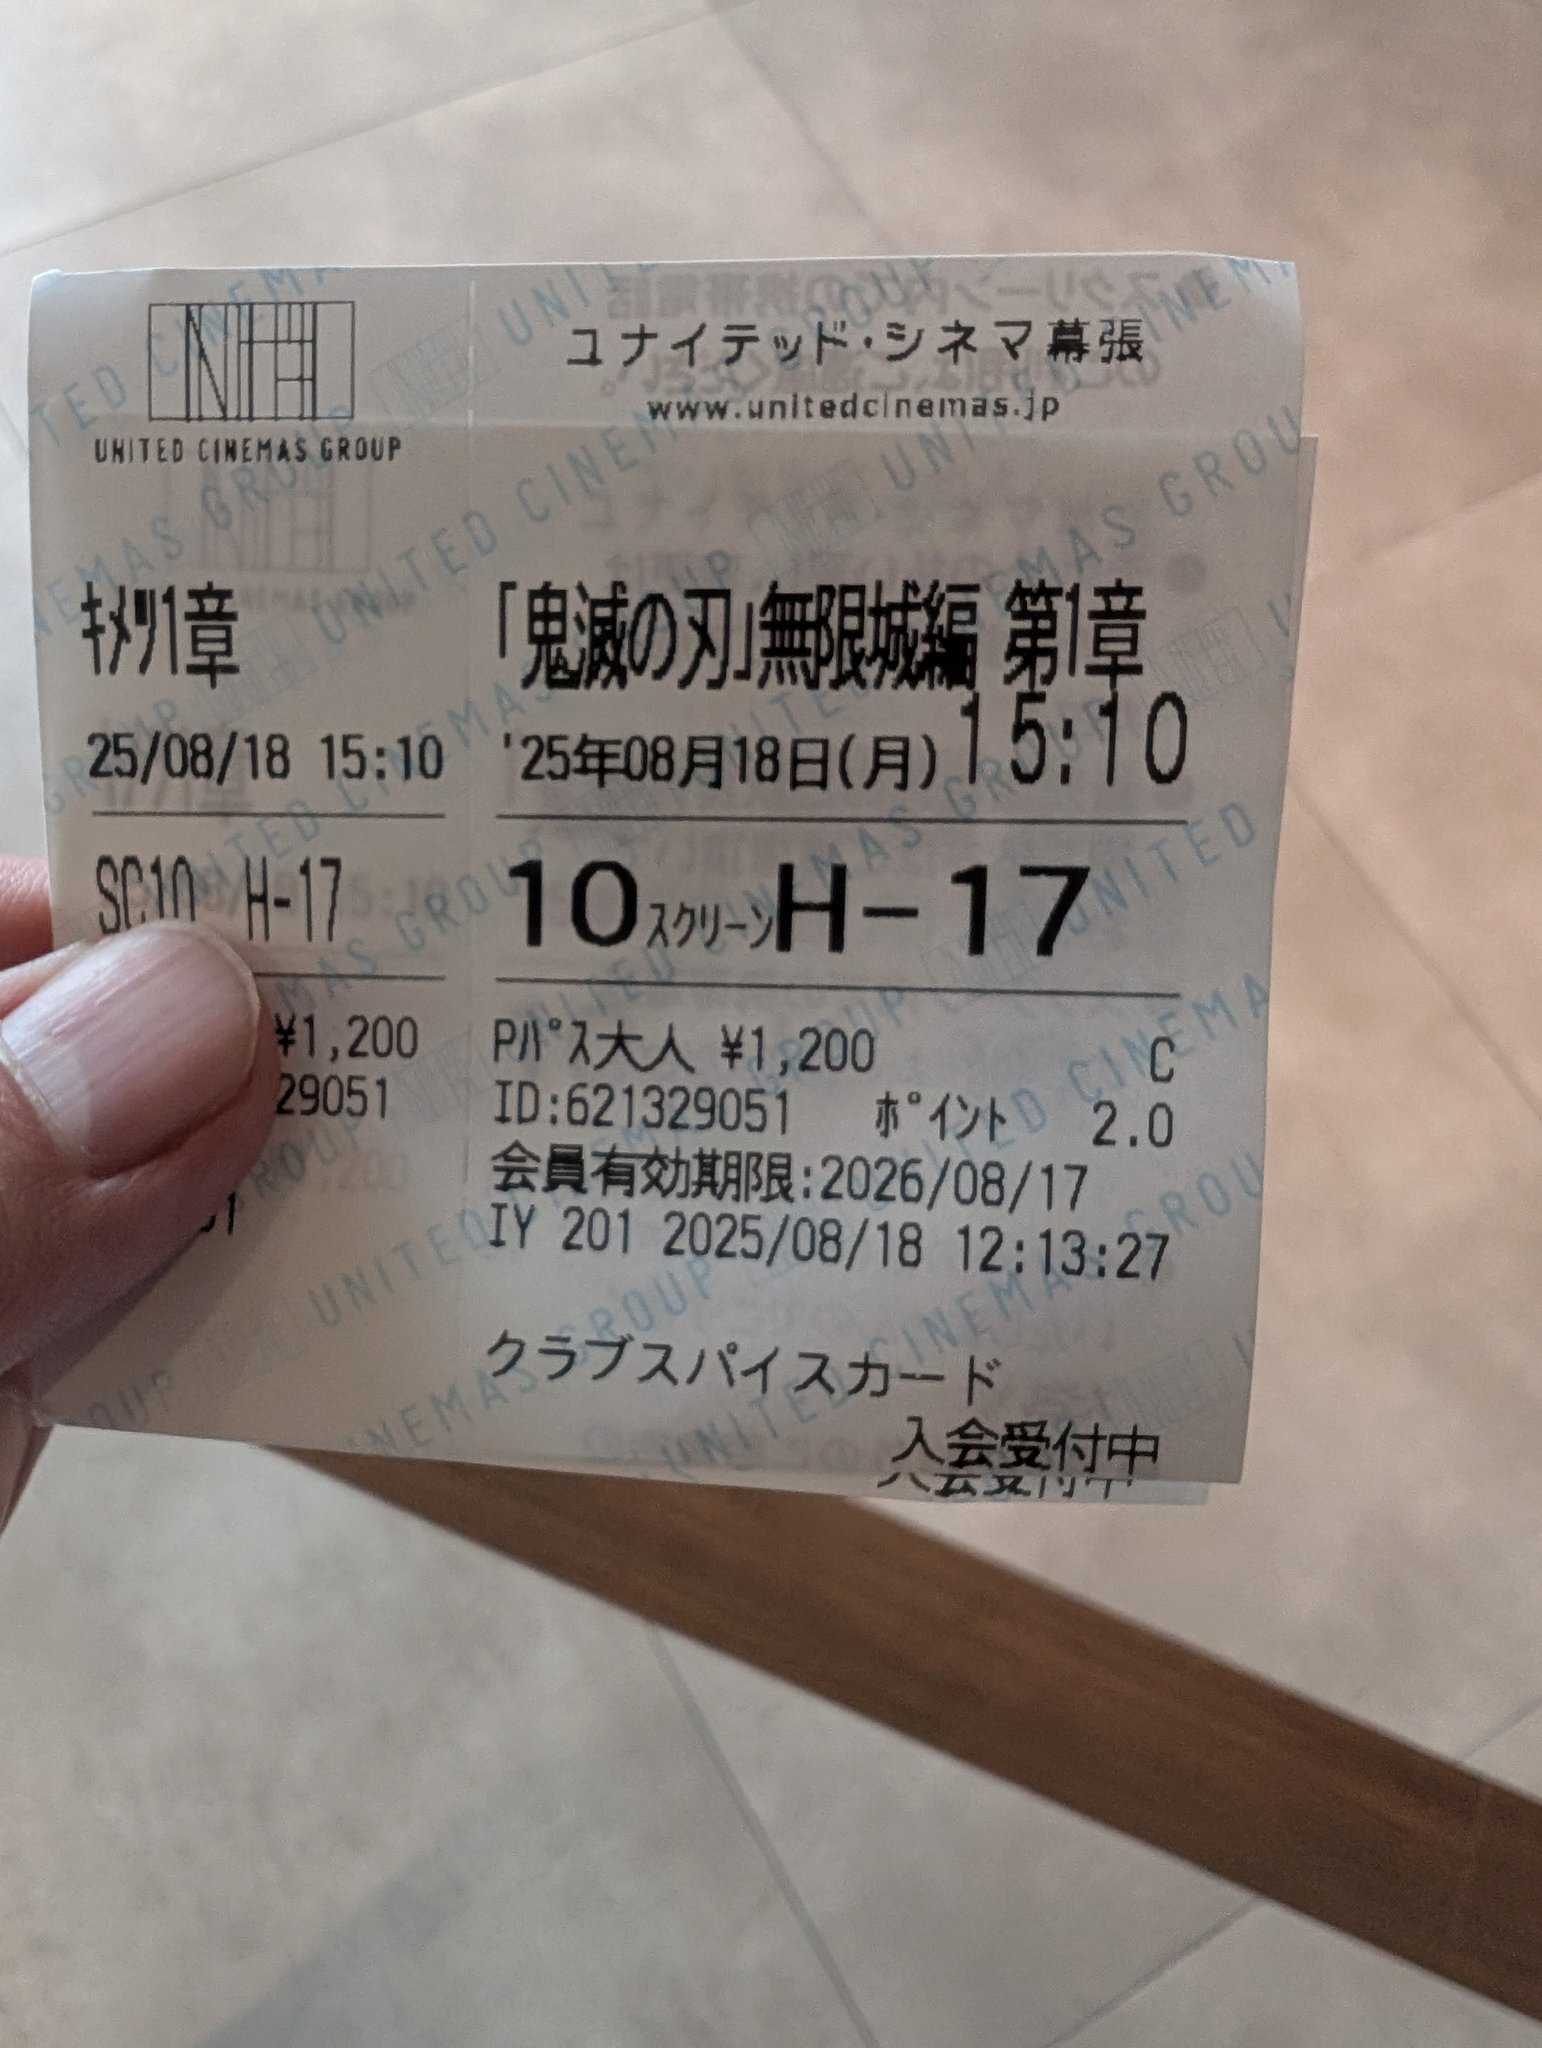 UNITED CINEMAS GROUP
ユナイテッド・シネマ幕張
www.unitedcinemas.jp
ｷﾒﾂ1章
25/08/18 15:10
SC10 H-17
¥1,200
29051
「鬼滅の刃」無限城編 第1章
'25年08月18日(月) 15:10
10スクリーンH-17
Pﾊﾟｽ大人 ¥1,200 C
ID:621329051 ﾎﾟｲﾝﾄ 2.0
会員有効期限:2026/08/17
IY 201 2025/08/18 12:13:27
クラブスパイスカード
入会受付中
入会受付中